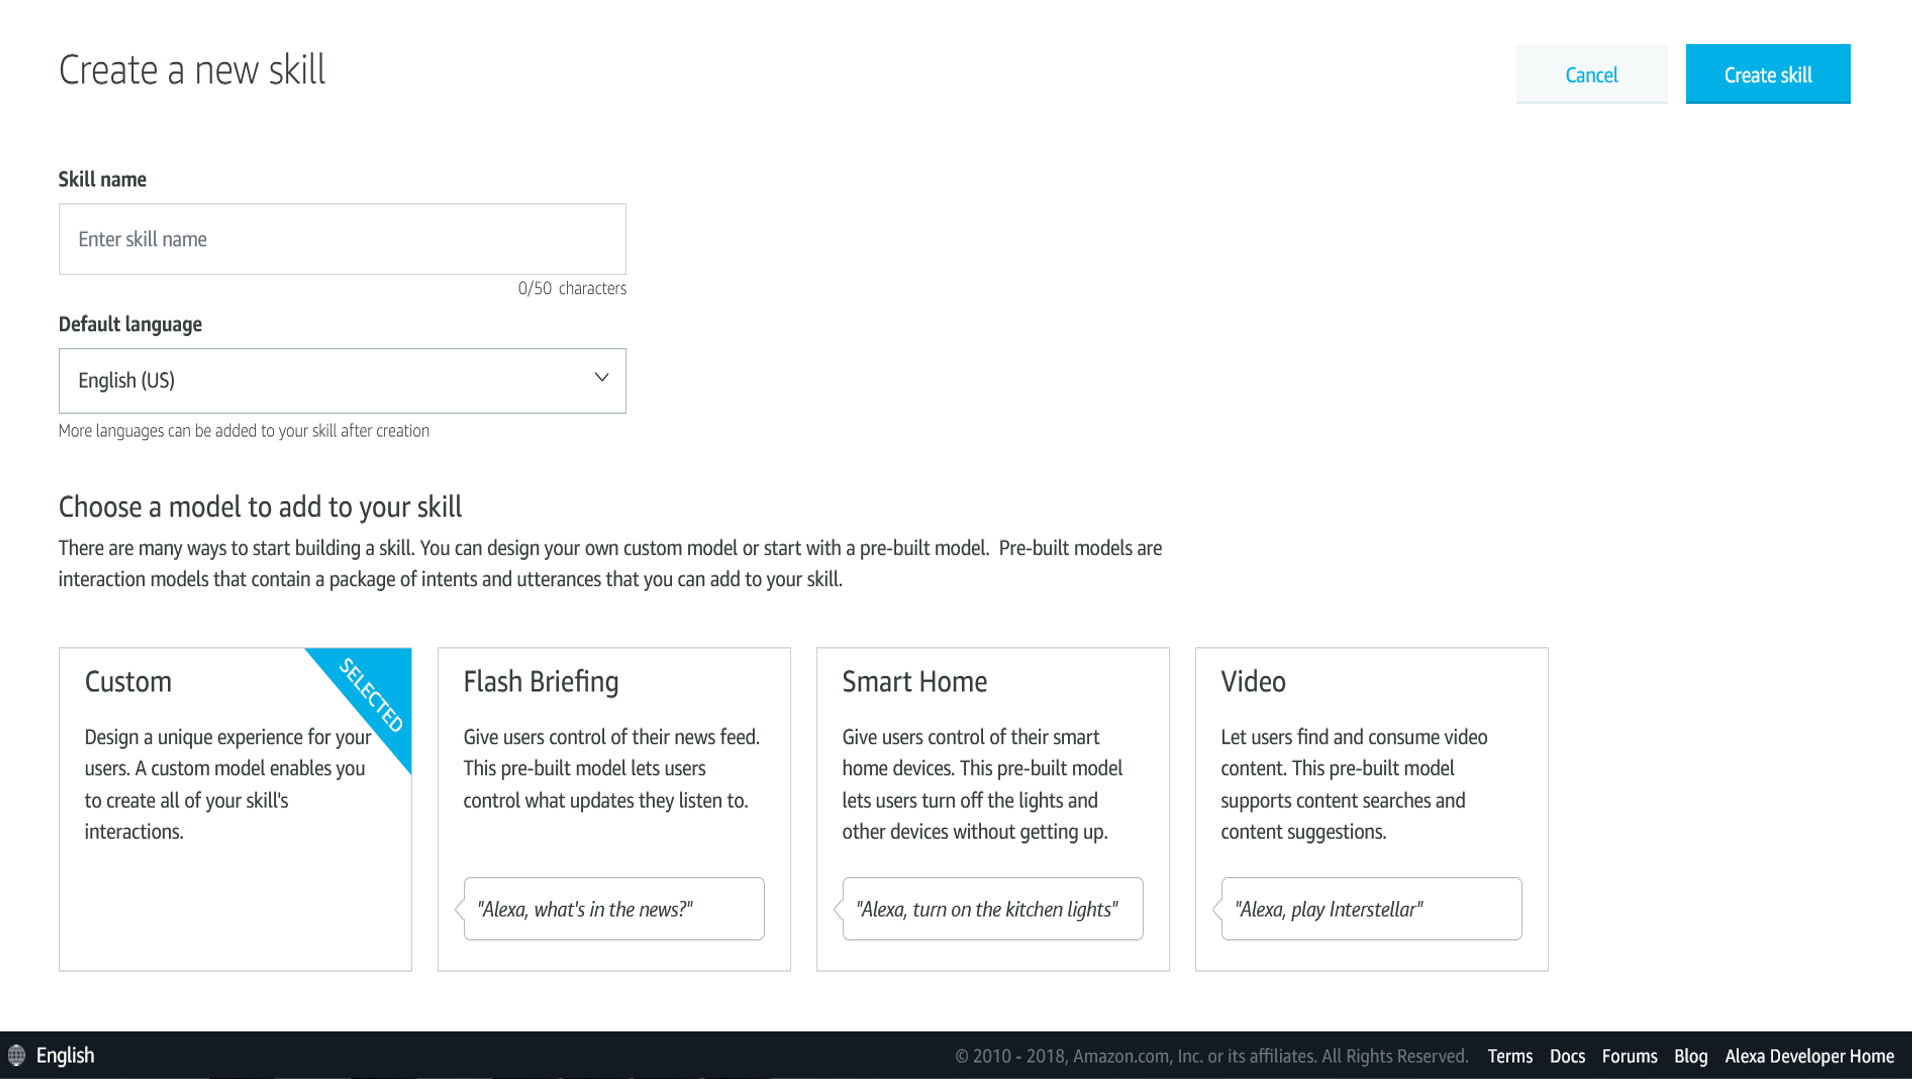 Create a new skill
Cancel
Create skill
Skill name
Enter skill name
0/50 characters
Default language
English (US)
More languages can be added to your skill after creation
Choose a model to add to your skill
There are many ways to start building a skill. You can design your own custom model or start with a pre-built model. Pre-built models are
interaction models that contain a package of intents and utterances that you can add to your skill.
Custom
SELECTED
Design a unique experience for your
users. A custom model enables you
to create all of your skill's
interactions.
Flash Briefing
Give users control of their news feed.
This pre-built model lets users
control what updates they listen to.
"Alexa, what's in the news?"
Smart Home
Give users control of their smart
home devices. This pre-built model
lets users turn off the lights and
other devices without getting up.
"Alexa, turn on the kitchen lights"
Video
Let users find and consume video
content. This pre-built model
supports content searches and
content suggestions.
"Alexa, play Interstellar"
English
© 2010 - 2018, Amazon.com, Inc. or its affiliates. All Rights Reserved.
Terms
Docs
Forums
Blog
Alexa Developer Home